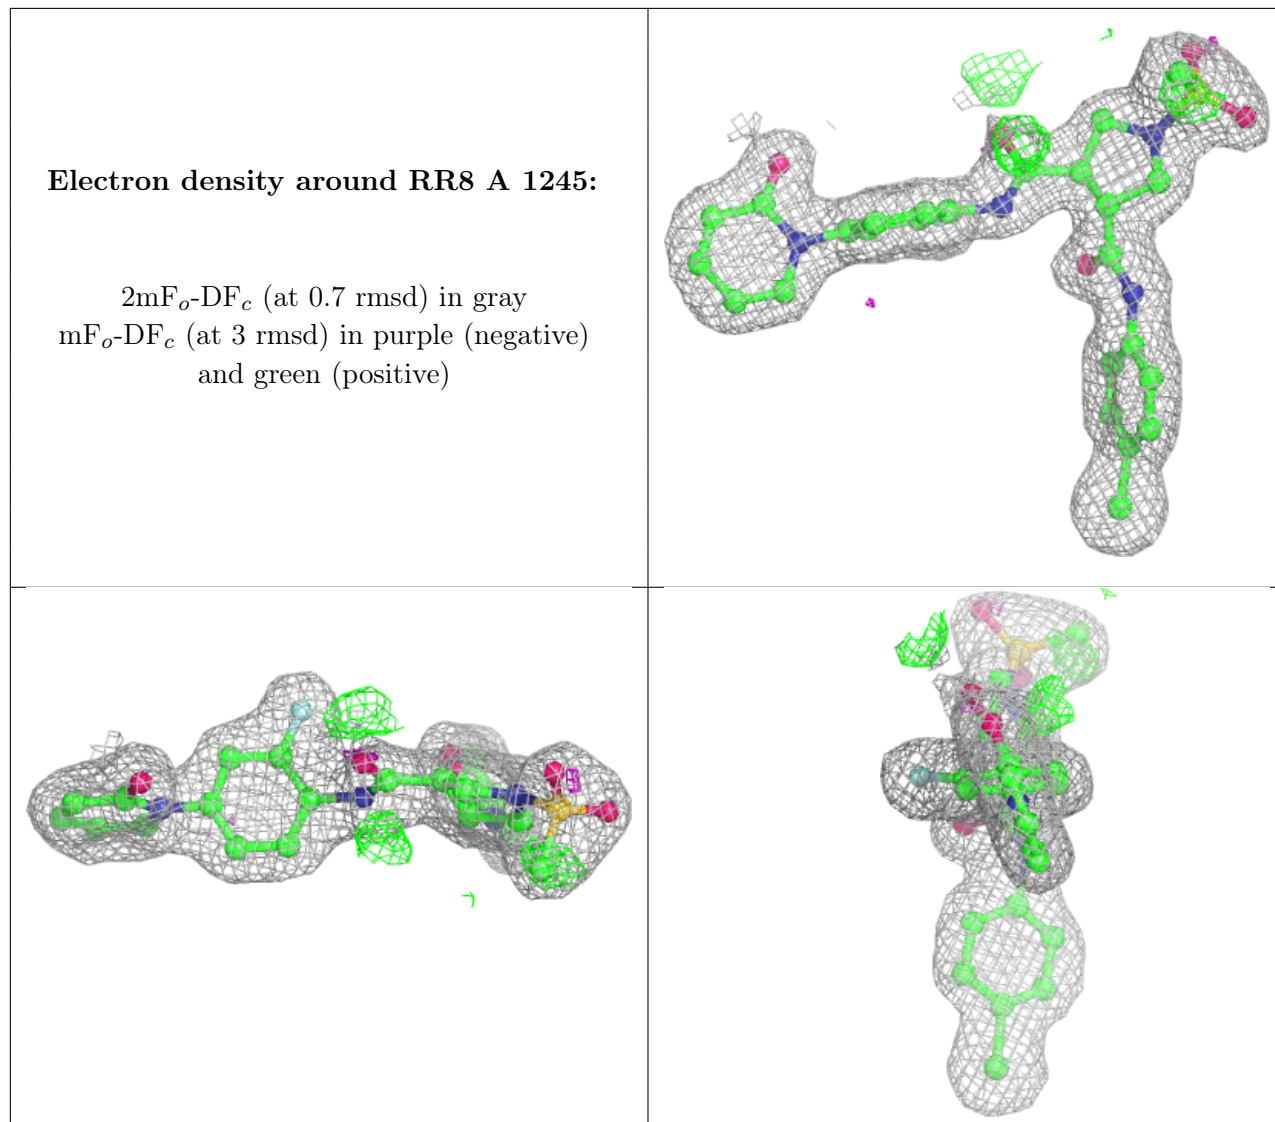 Electron density around RR8 A 1245:
2mFo-DFc (at 0.7 rmsd) in gray
mFo-DFc (at 3 rmsd) in purple (negative)
and green (positive)